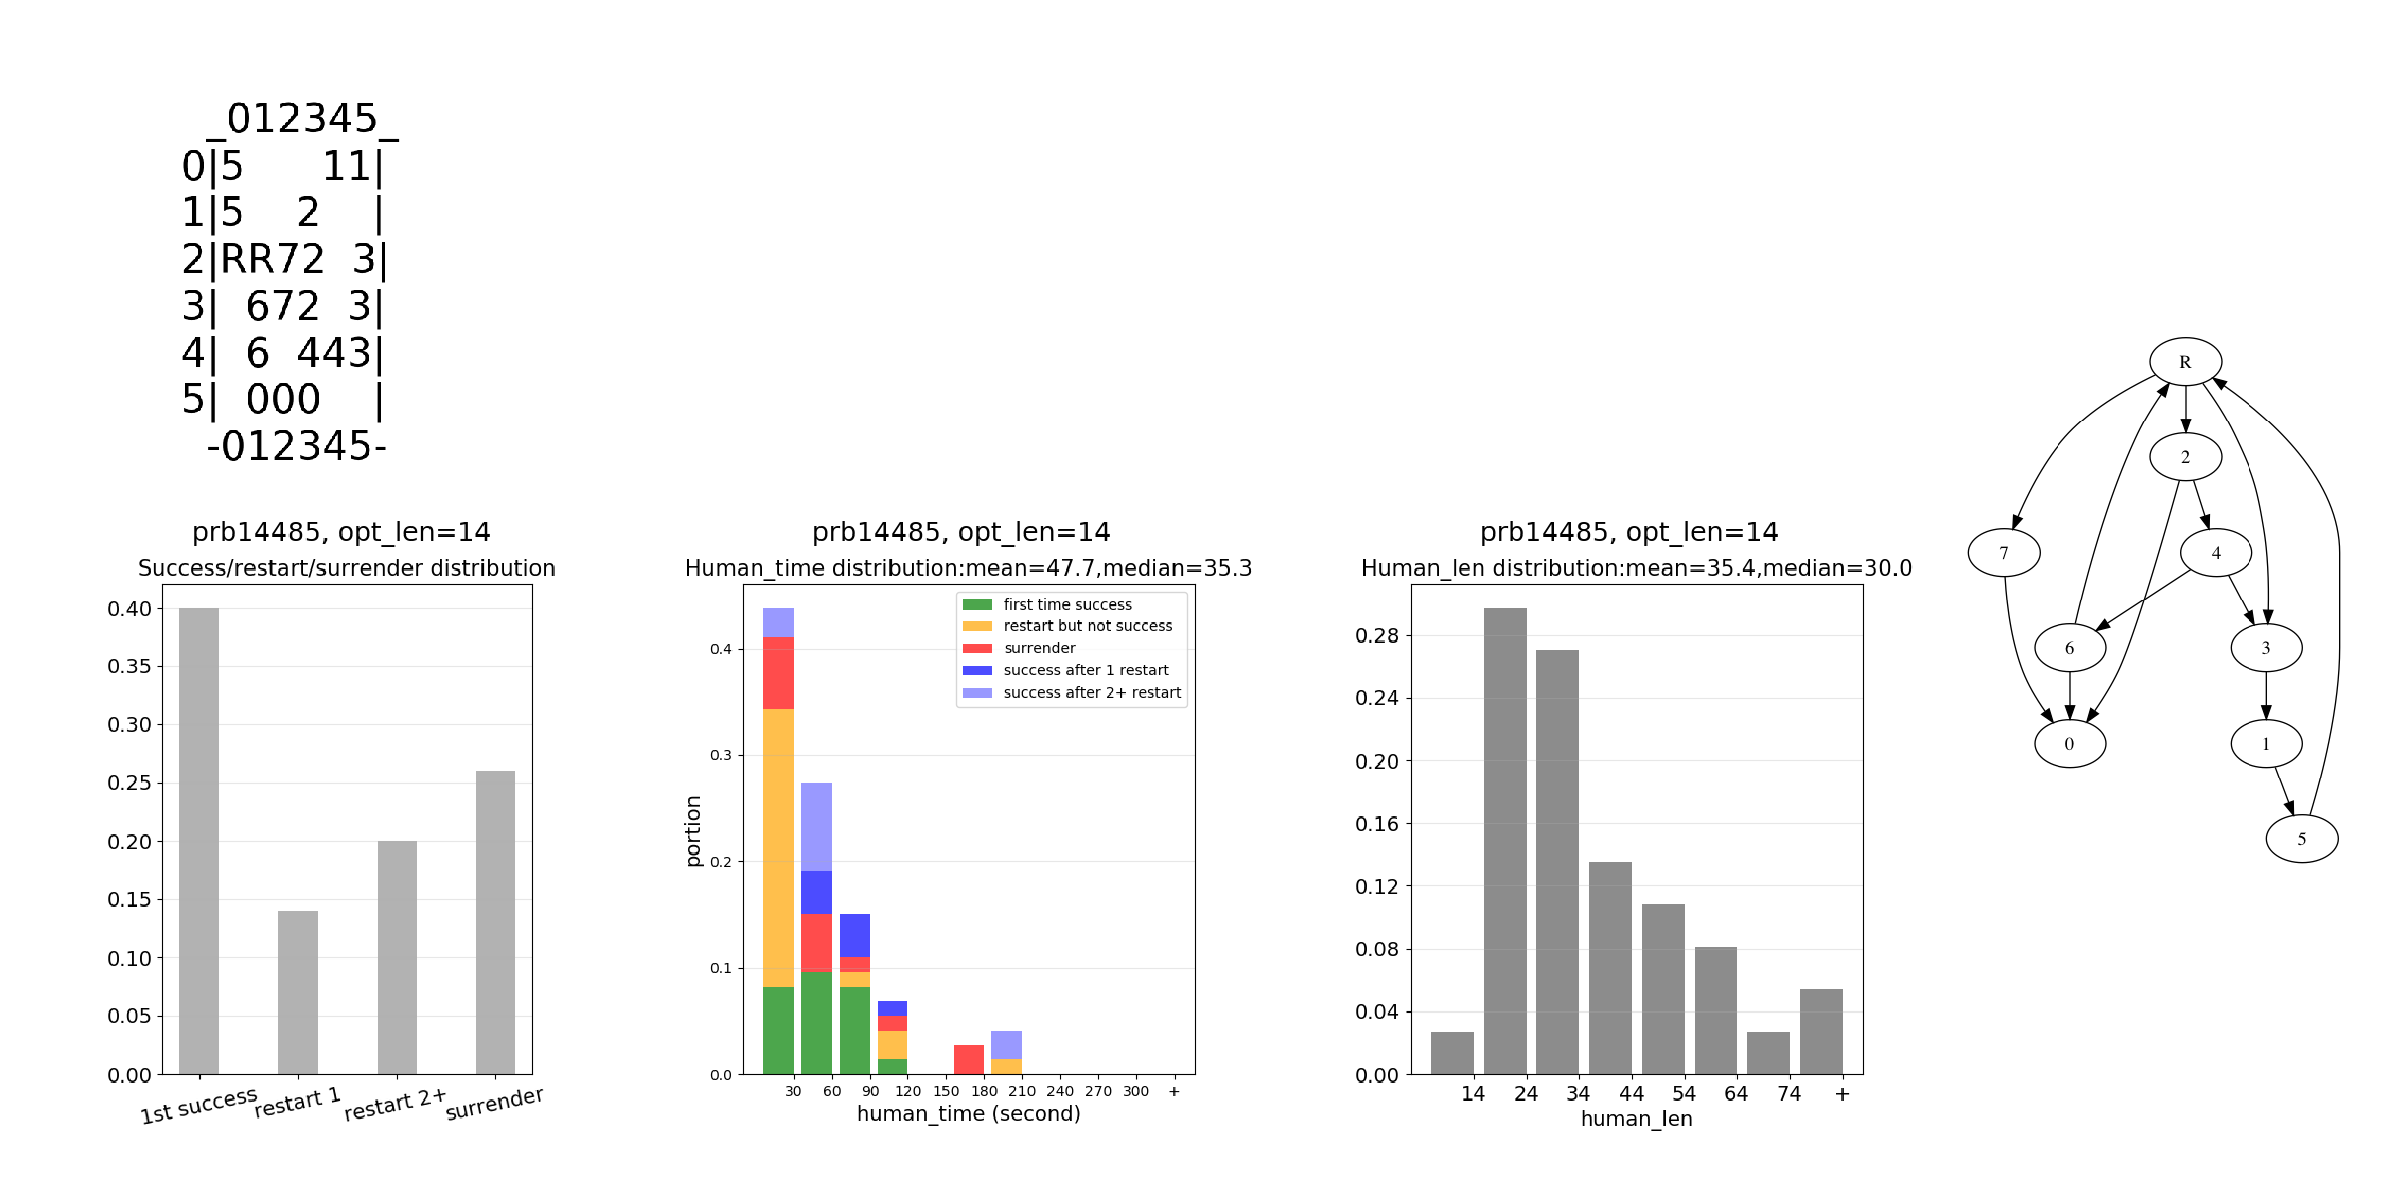 _012345_
0|5   11|
1|5  2  |
2|RR72 3|
3| 672 3|
4| 6 443|
5| 000  |
-012345-
prb14485, opt_len=14
Success/restart/surrender distribution
0.40
0.35
0.30
0.25
0.20
0.15
0.10
0.05
0.00
1st success
restart 1
restart 2+
surrender
prb14485, opt_len=14
Human_time distribution:mean=47.7,median=35.3
first time success
restart but not success
surrender
success after 1 restart
success after 2+ restart
portion
0.4
0.3
0.2
0.1
0.0
30 60 90 120 150 180 210 240 270 300 +
human_time (second)
prb14485, opt_len=14
Human_len distribution:mean=35.4,median=30.0
0.28
0.24
0.20
0.16
0.12
0.08
0.04
0.00
14 24 34 44 54 64 74 +
human_len
R
2
7
4
6
3
0
1
5